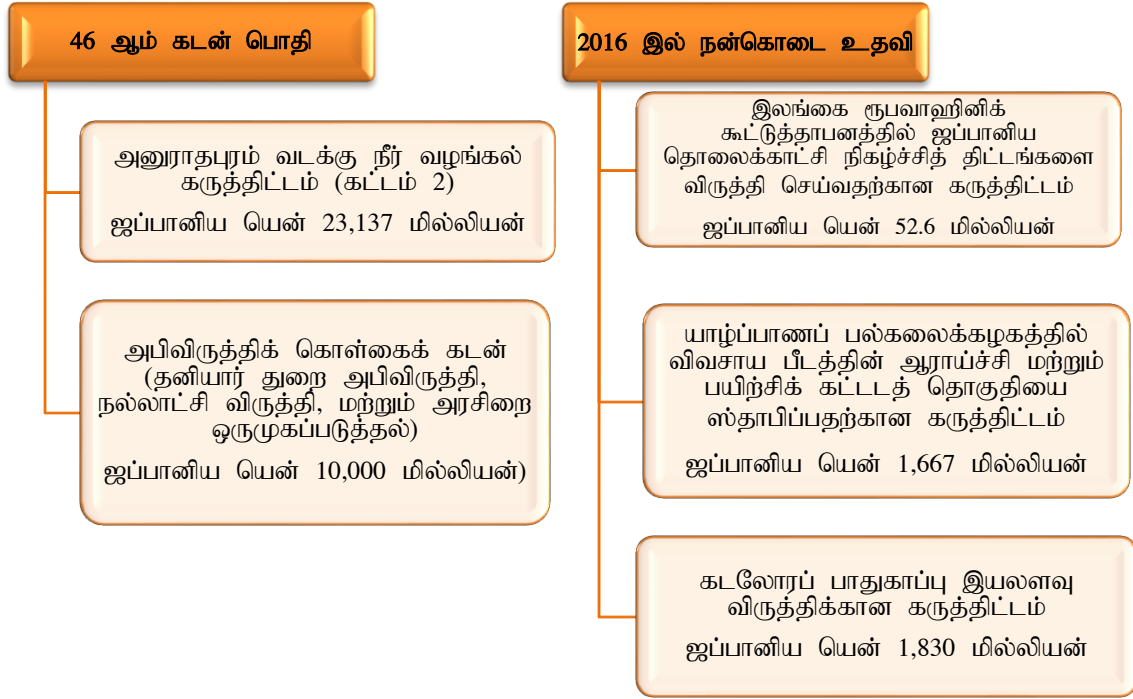 46 ஆம் கடன் பொதி
அனுராதபுரம் வடக்கு நீர் வழங்கல்
கருத்திட்டம் (கட்டம் 2)
ஜப்பானிய யென் 23,137 மில்லியன்
அபிவிருத்திக் கொள்கைக் கடன்
(தனியார் துறை அபிவிருத்தி,
நல்லாட்சி விருத்தி, மற்றும் அரசிறை
ஒருமுகப்படுத்தல்)
ஜப்பானிய யென் 10,000 மில்லியன்)
2016 இல் நன்கொடை உதவி
இலங்கை ரூபவாஹினிக்
கூட்டுத்தாபனத்தில் ஜப்பானிய
தொலைக்காட்சி நிகழ்ச்சித் திட்டங்களை
விருத்தி செய்வதற்கான கருத்திட்டம்
ஜப்பானிய யென் 52.6 மில்லியன்
யாழ்ப்பாணப் பல்கலைக்கழகத்தில்
விவசாய பீடத்தின் ஆராய்ச்சி மற்றும்
பயிற்சிக் கட்டடத் தொகுதியை
ஸ்தாபிப்பதற்கான கருத்திட்டம்
ஜப்பானிய யென் 1,667 மில்லியன்
கடலோரப் பாதுகாப்பு இயலளவு
விருத்திக்கான கருத்திட்டம்
ஜப்பானிய யென் 1,830 மில்லியன்